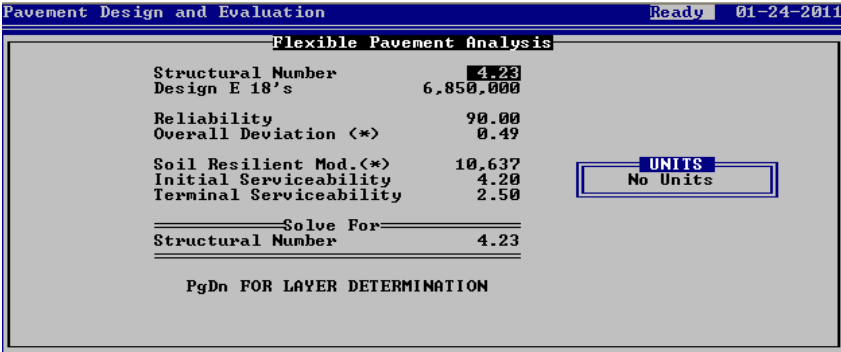 Pavement Design and Evaluation Ready 01-24-2011
Flexible Pavement Analysis
Structural Number 4.23
Design E 18's 6,850,000
Reliability 90.00
Overall Deviation (*) 0.49
Soil Resilient Mod.(*) 10,637
Initial Serviceability 4.20
Terminal Serviceability 2.50
UNITS
No Units
Solve For
Structural Number 4.23
PgDn FOR LAYER DETERMINATION